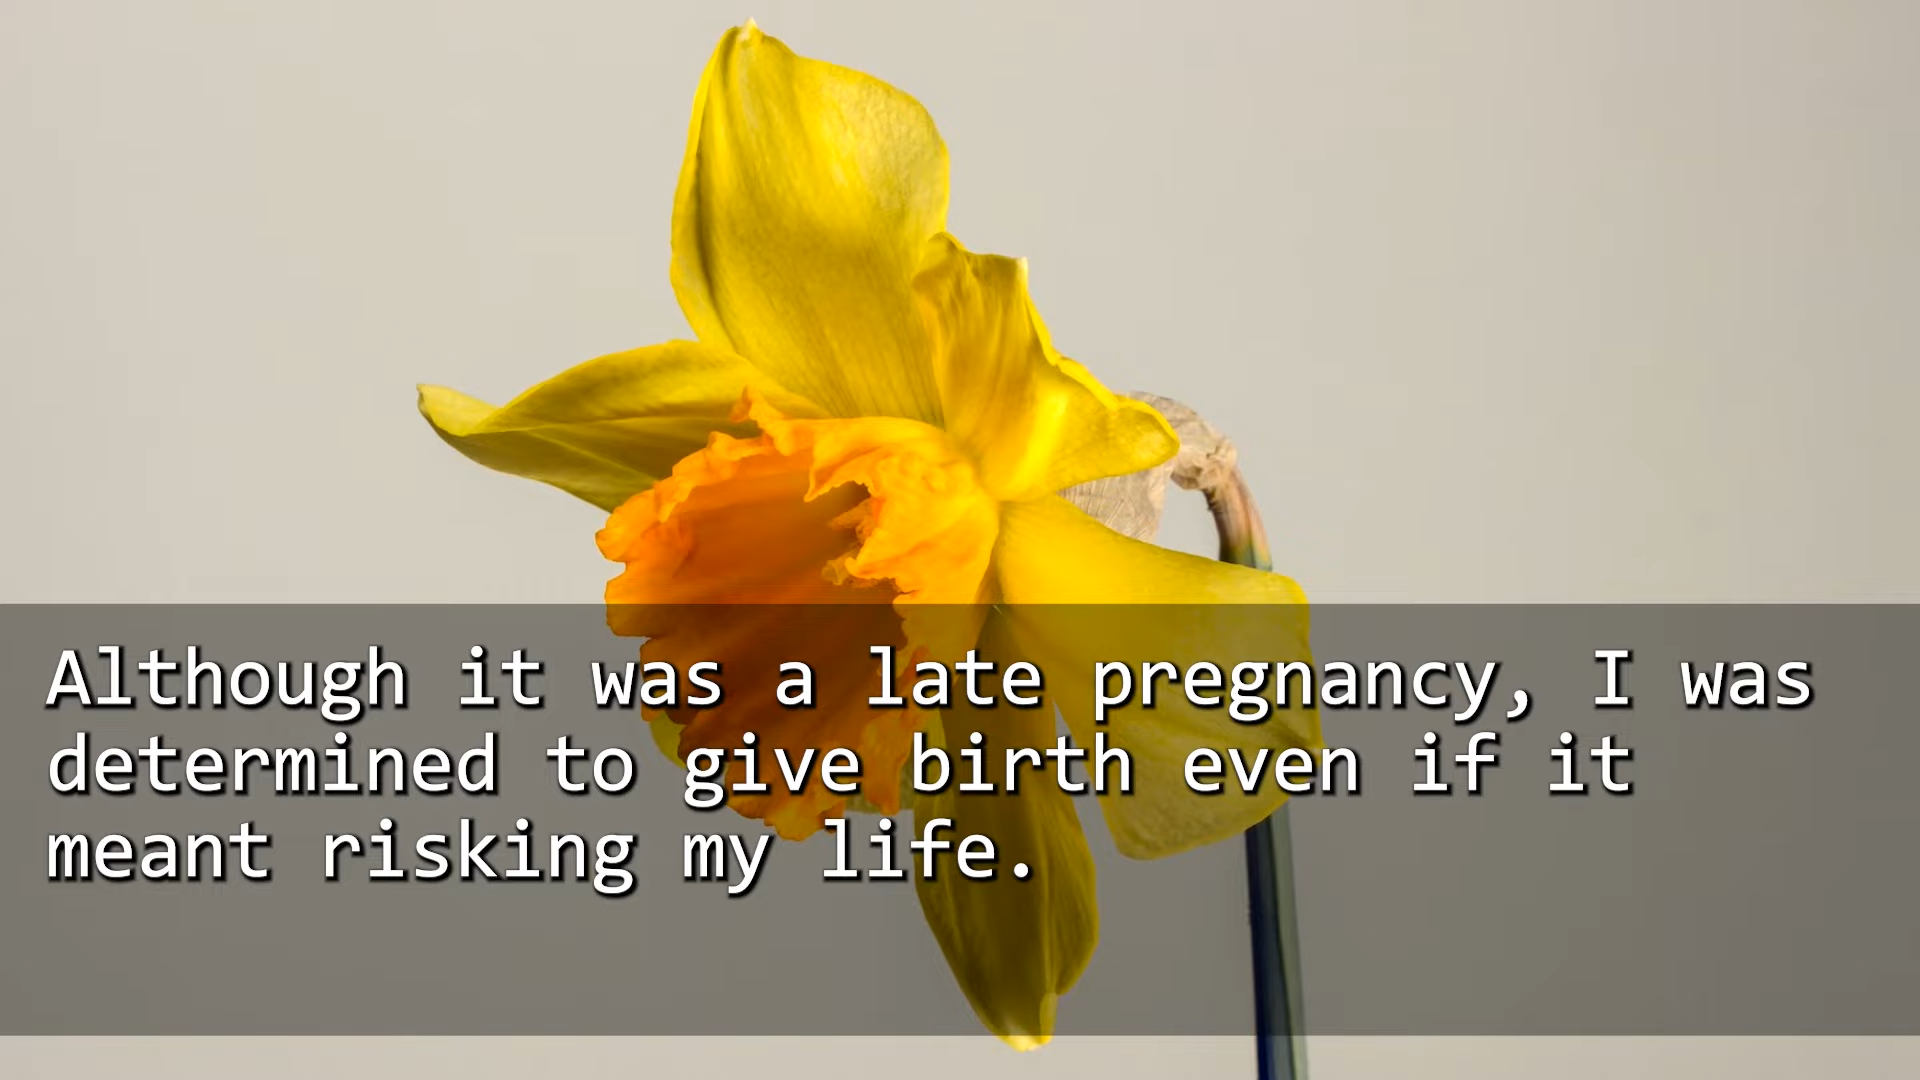 Although it was a late pregnancy, I was
determined to give birth even if it
meant risking my life.